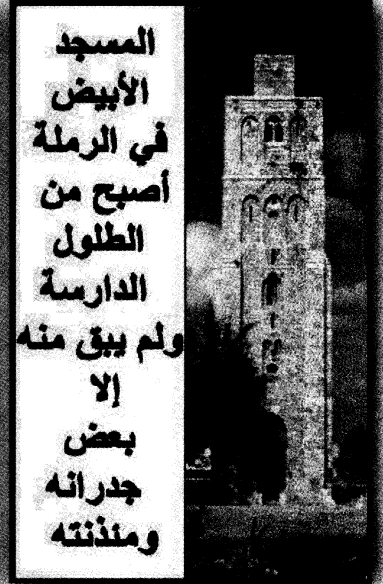 المسجد
الأبيض
في الرملة
أصبح من
الطلول
الدارسة
ولم يبق منه
إلا
بعض
جدرانه
ومئذنته